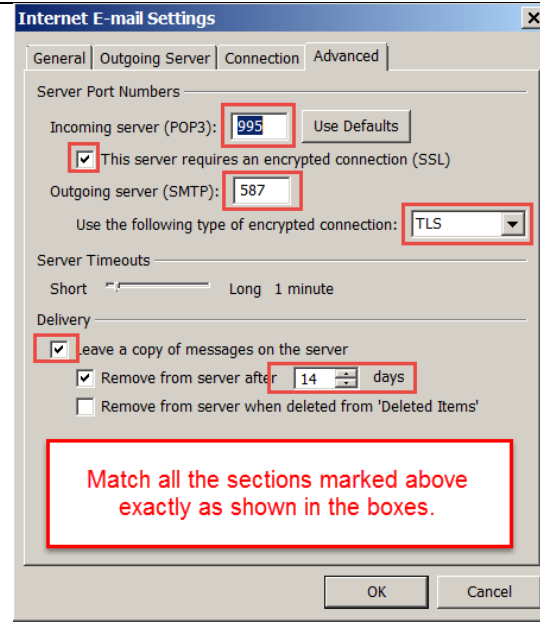 Internet E-mail Settings
General Outgoing Server Connection Advanced
Server Port Numbers
Incoming server (POP3): 995 Use Defaults
This server requires an encrypted connection (SSL)
Outgoing server (SMTP): 587
Use the following type of encrypted connection: TLS
Server Timeouts
Short Long 1 minute
Delivery
Leave a copy of messages on the server
Remove from server after 14 days
Remove from server when deleted from 'Deleted Items'
Match all the sections marked above
exactly as shown in the boxes.
OK Cancel